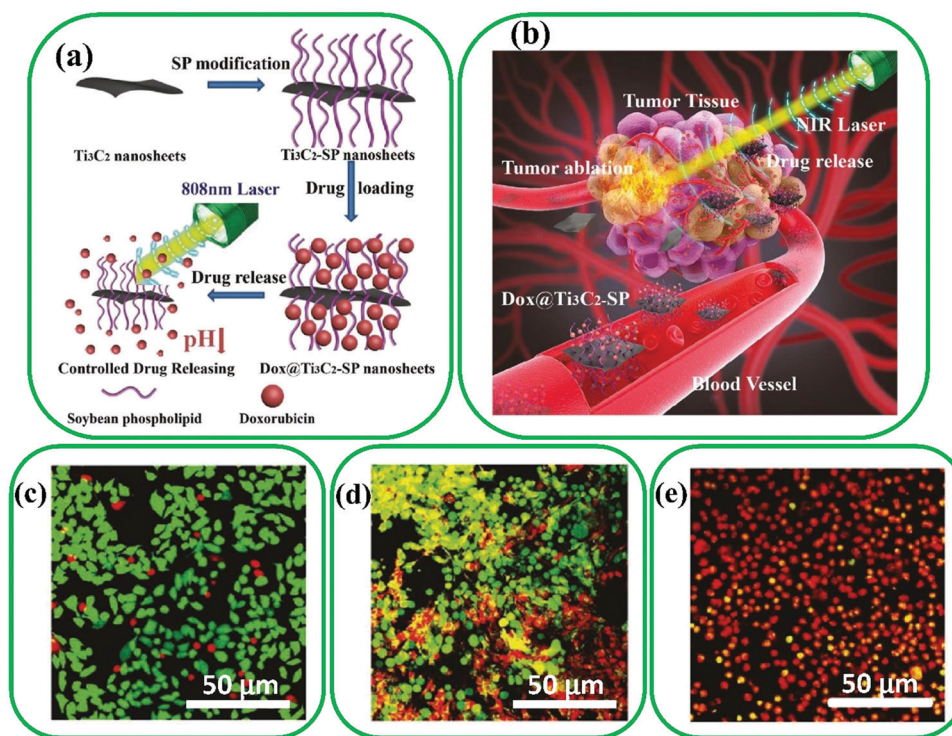 (a)
SP modification
Ti3C2 nanosheets
Ti3C2-SP nanosheets
808nm Laser
Drug loading
Drug release
pH↓
Controlled Drug Releasing
Dox@Ti3C2-SP nanosheets
Soybean phospholipid
Doxorubicin
(b)
Tumor Tissue
NIR Laser
Drug release
Tumor ablation
Dox@Ti3C2-SP
Blood Vessel
(c)
50 μm
(d)
50 μm
(e)
50 μm